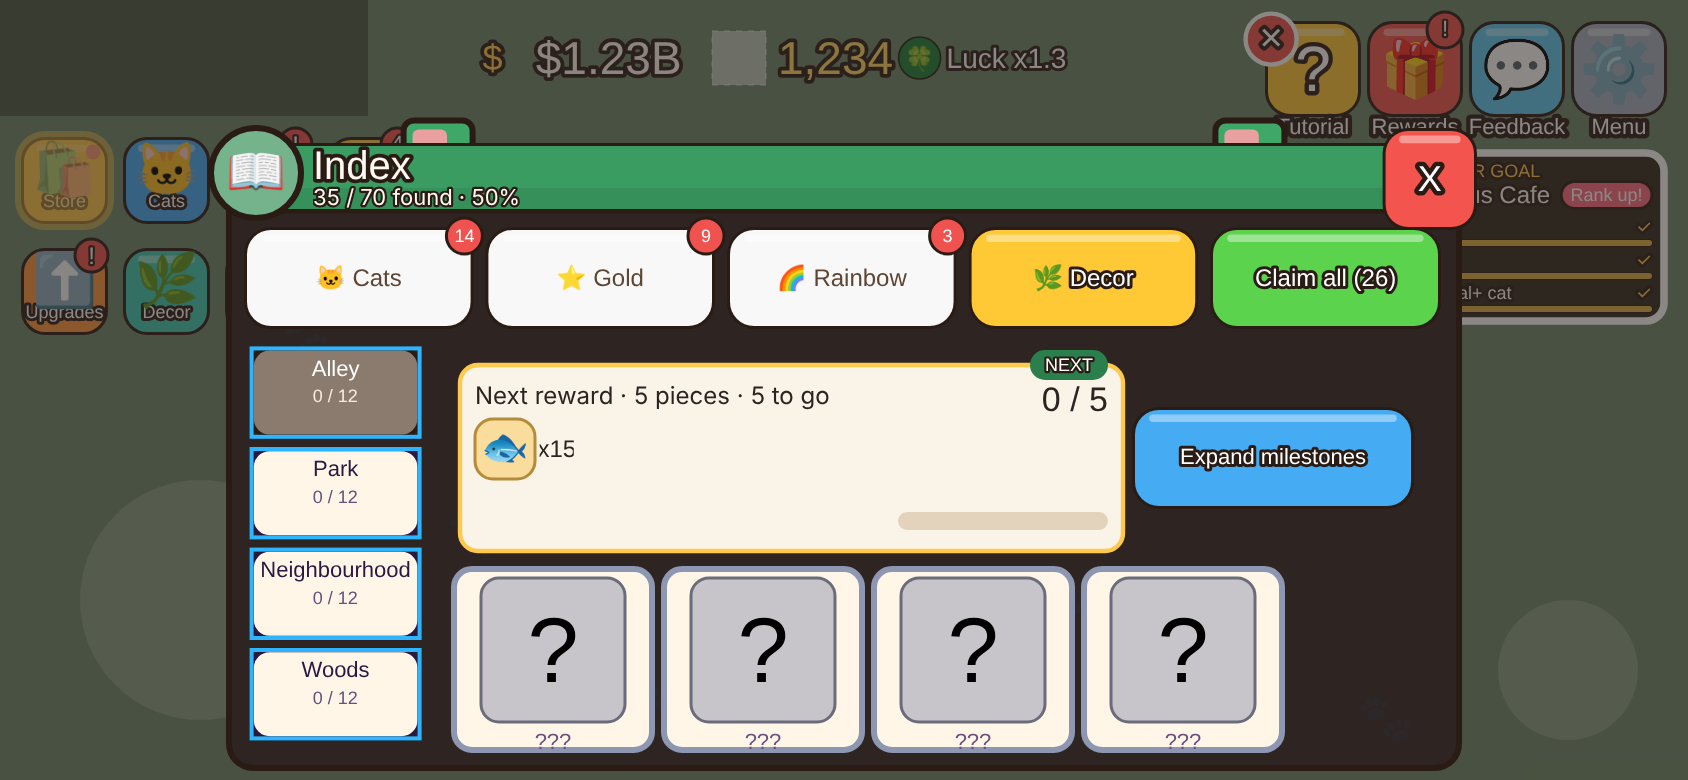 $ $1.23B 1,234 Luck x1.3
Tutorial Rewards Feedback Menu
Store Cats
Upgrades Decor
Index
35 / 70 found · 50%
X
R GOAL
us Cafe Rank up!
al+ cat
14
9
3
Cats
Gold
Rainbow
Decor
Claim all (26)
Alley
0 / 12
Park
0 / 12
Neighbourhood
0 / 12
Woods
0 / 12
NEXT
Next reward · 5 pieces · 5 to go
0 / 5
x15
Expand milestones
? ? ? ?
??? ??? ??? ???